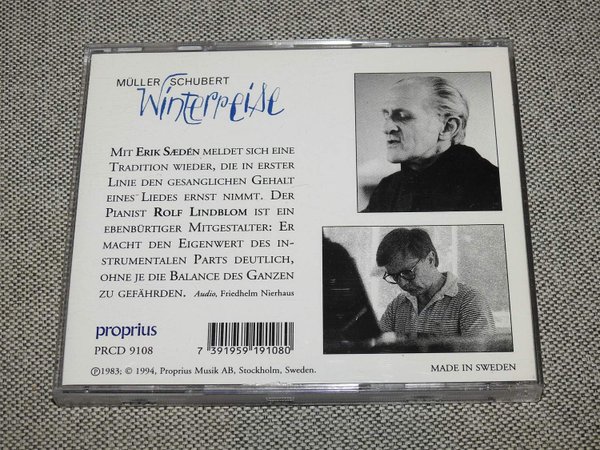 MÜLLER/SCHUBERT
Winterreise
MIT ERIK SÆDÉN MELDET SICH EINE
TRADITION WIEDER, DIE IN ERSTER
LINIE DEN GESANGLICHEN GEHALT
EINES LIEDES ERNST NIMMT. DER
PIANIST ROLF LINDBLOM IST EIN
EBENBÜRTIGER MITGESTALTER: ER
MACHT DEN EIGENWERT DES IN-
STRUMENTALEN PARTS DEUTLICH,
OHNE JE DIE BALANCE DES GANZEN
ZU GEFÄHRDEN. Audio, Friedhelm Nierhaus
proprius
PRCD 9108
7 391959 191080
℗1983; © 1994, Proprius Musik AB, Stockholm, Sweden.
MADE IN SWEDEN